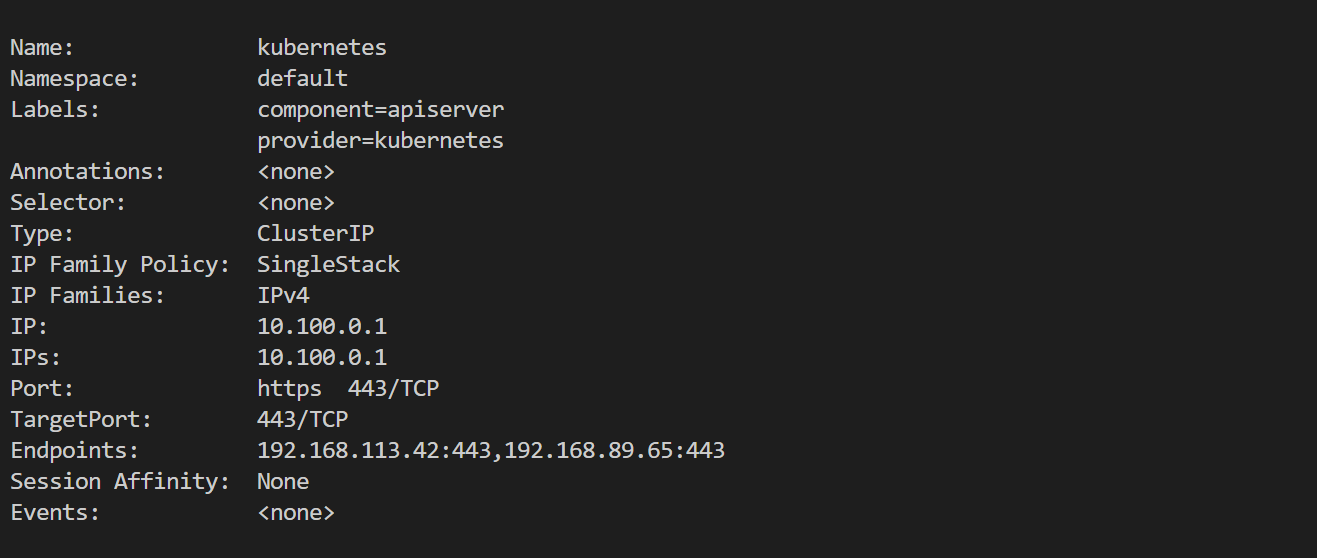 Name:              kubernetes
Namespace:         default
Labels:            component=apiserver
                   provider=kubernetes
Annotations:       <none>
Selector:          <none>
Type:              ClusterIP
IP Family Policy:  SingleStack
IP Families:       IPv4
IP:                10.100.0.1
IPs:               10.100.0.1
Port:              https  443/TCP
TargetPort:        443/TCP
Endpoints:         192.168.113.42:443,192.168.89.65:443
Session Affinity:  None
Events:            <none>